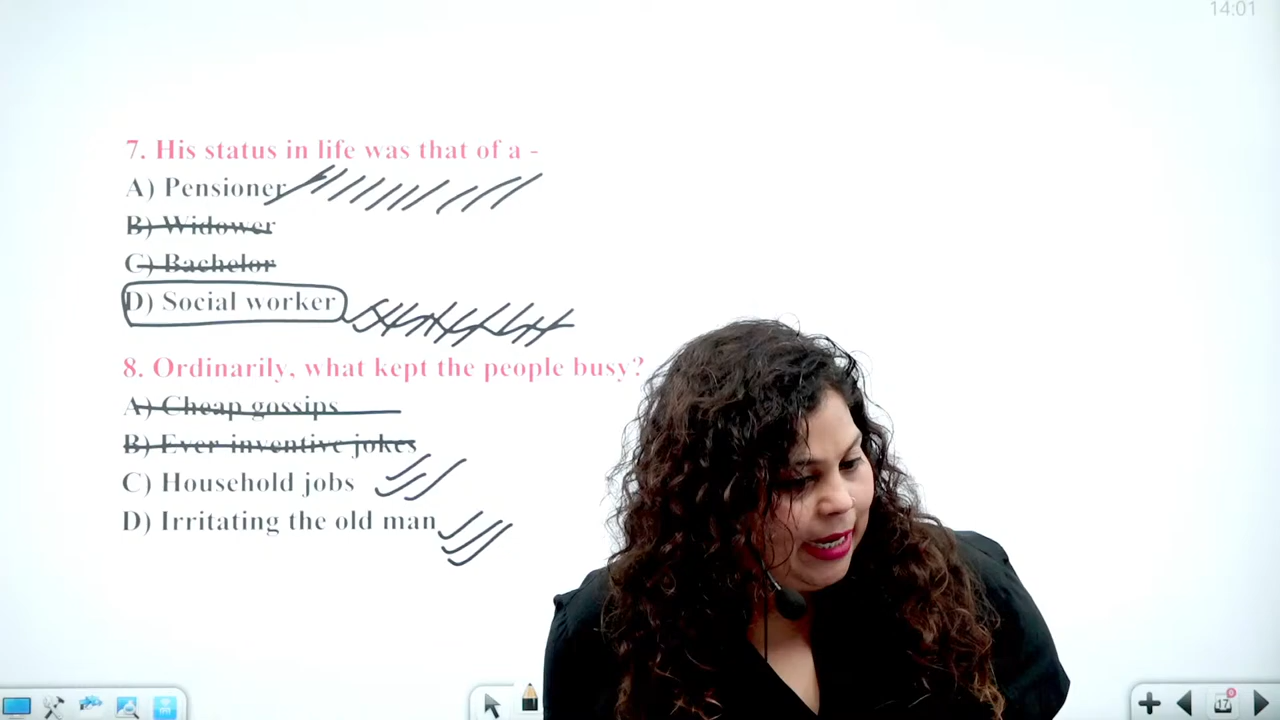 14:01
7. His status in life was that of a -
A) Pensioner
B) Widower
C) Bachelor
D) Social worker
8. Ordinarily, what kept the people busy?
A) Cheap gossips
B) Ever inventive jokes
C) Household jobs
D) Irritating the old man
17